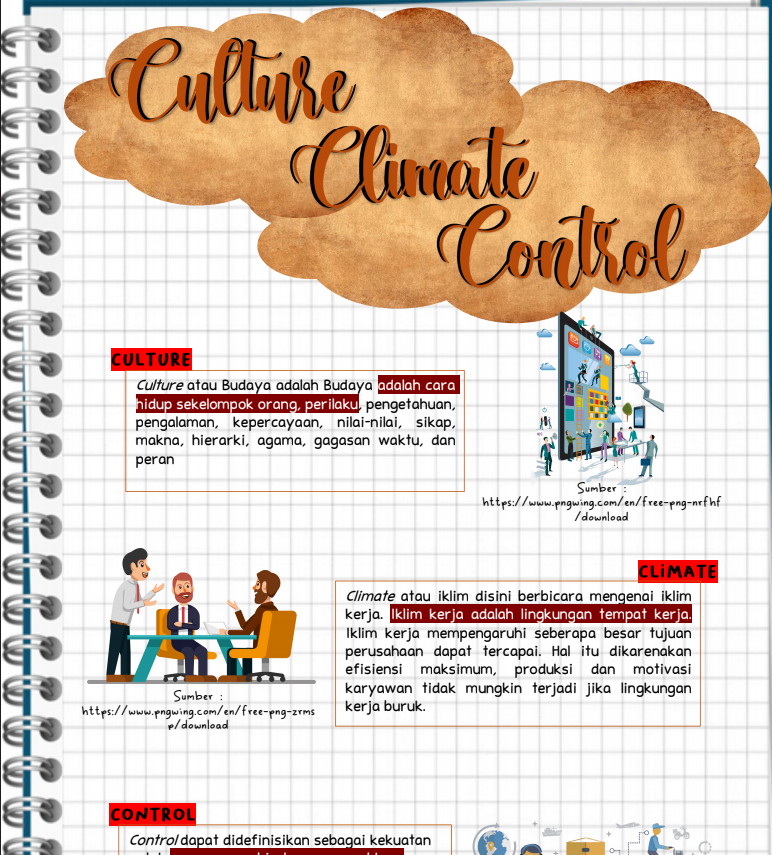 Culture
Climate
Control
CULTURE
Culture atau Budaya adalah Budaya adalah cara
hidup sekelompok orang, perilaku, pengetahuan,
pengalaman, kepercayaan, nilai-nilai, sikap,
makna, hierarki, agama, gagasan waktu, dan
peran
Sumber :
https://www.pngwing.com/en/free-png-nrfhf
/download
CLiMATE
Climate atau iklim disini berbicara mengenai iklim
kerja. Iklim kerja adalah lingkungan tempat kerja.
Iklim kerja mempengaruhi seberapa besar tujuan
perusahaan dapat tercapai. Hal itu dikarenakan
efisiensi maksimum, produksi dan motivasi
karyawan tidak mungkin terjadi jika lingkungan
kerja buruk.
Sumber :
https://www.pngwing.com/en/free-png-zrms
p/download
CONTROL
Control dapat didefinisikan sebagai kekuatan